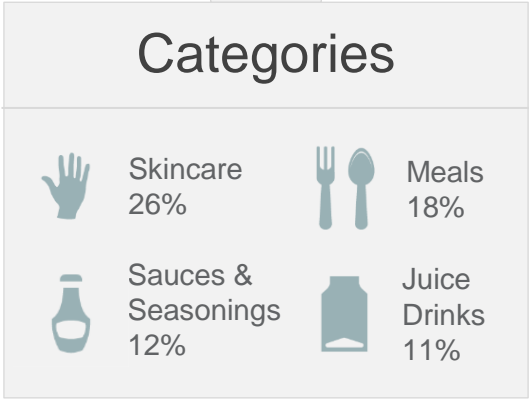 Categories
Skincare
26%
Meals
18%
Sauces &
Seasonings
12%
Juice
Drinks
11%